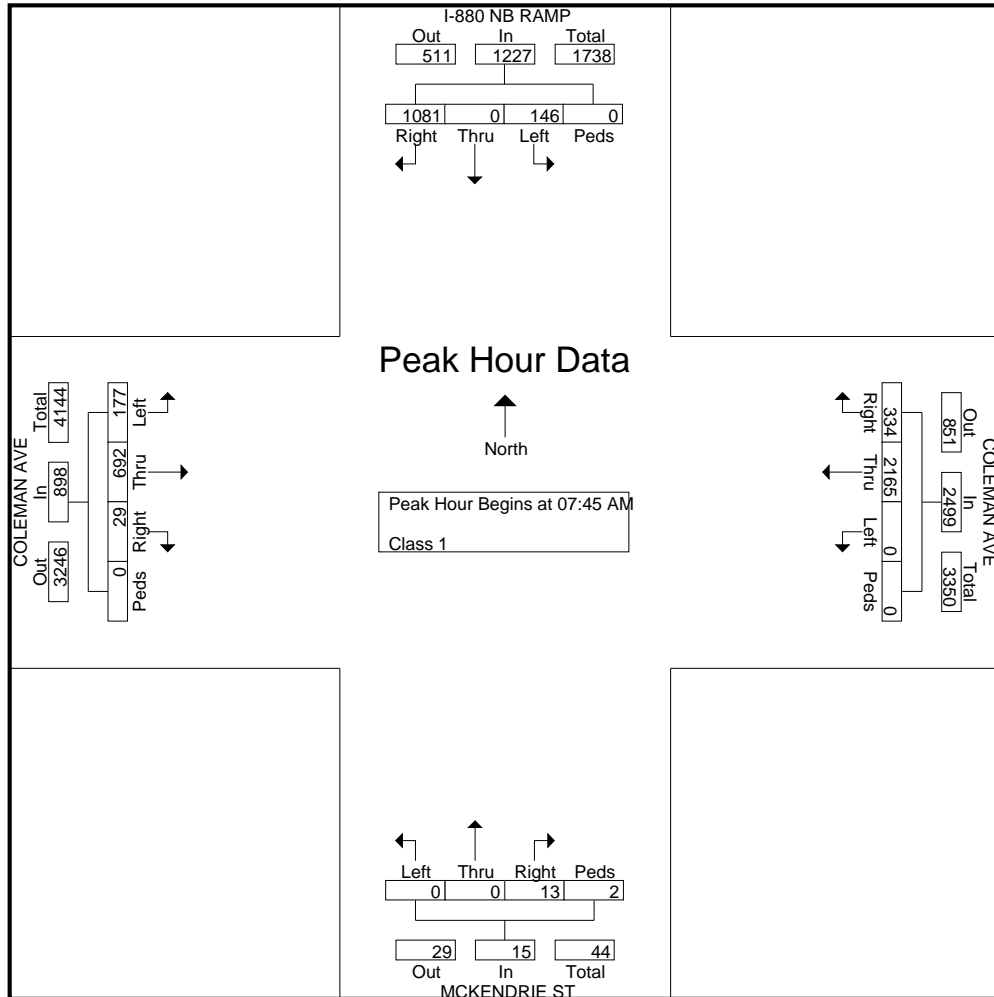 I-880 NB RAMP
Out In Total
511 1227 1738
1081 0 146 0
Right Thru Left Peds
Peak Hour Data
North
Peak Hour Begins at 07:45 AM
Class 1
COLEMAN AVE
Total In Out
4144 898 3246
177 692 29 0
Left Thru Right Peds
COLEMAN AVE
Out In Total
851 2499 3350
334 2165 0 0
Right Thru Left Peds
Left Thru Right Peds
0 0 13 2
29 15 44
Out In Total
MCKENDRIE ST